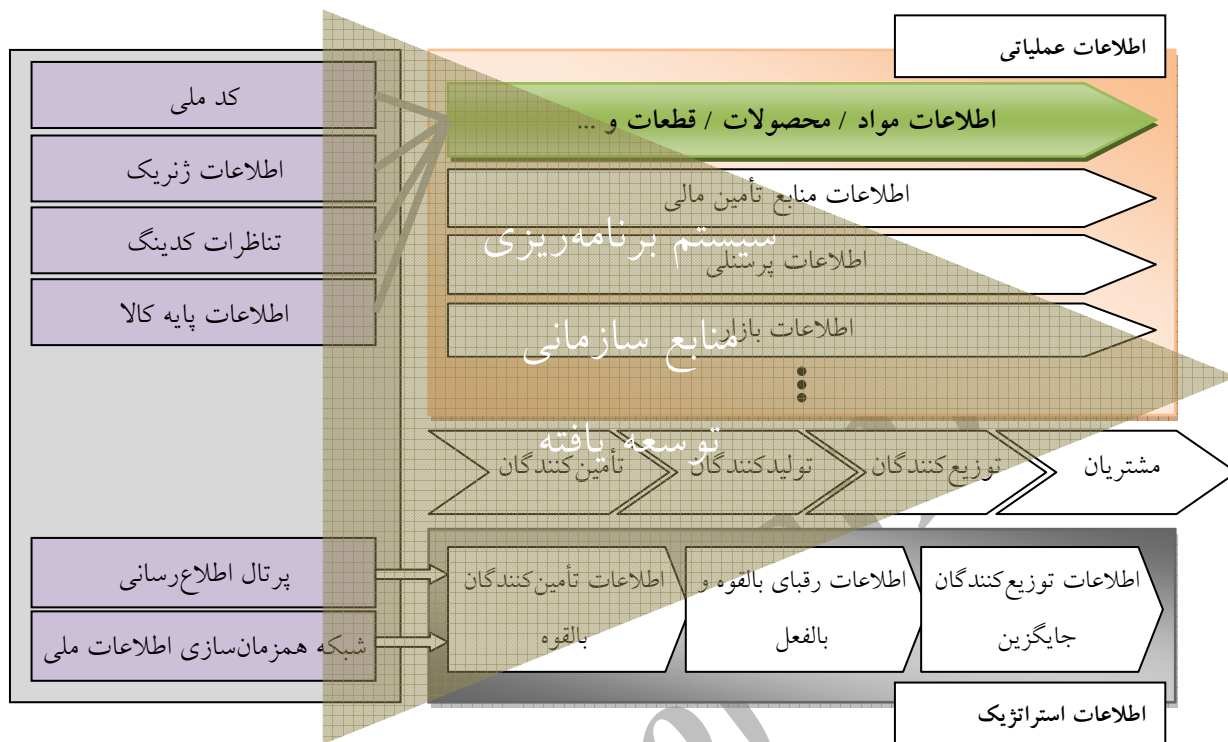 اطلاعات عملیاتی
کد ملی
اطلاعات ژنریک
تناظرات کدینگ
اطلاعات پایه کالا
اطلاعات مواد / محصولات / قطعات و ...
اطلاعات منابع تأمین مالی
اطلاعات پرسنلی
اطلاعات بازار
سیستم برنامه‌ریزی
منابع سازمانی
توسعه یافته
تأمین‌کنندگان
تولیدکنندگان
توزیع‌کنندگان
مشتریان
پرتال اطلاع‌رسانی
شبکه همزمان‌سازی اطلاعات ملی
اطلاعات تأمین‌کنندگان
بالقوه
اطلاعات رقبای بالقوه و
بالفعل
اطلاعات توزیع‌کنندگان
جایگزین
اطلاعات استراتژیک